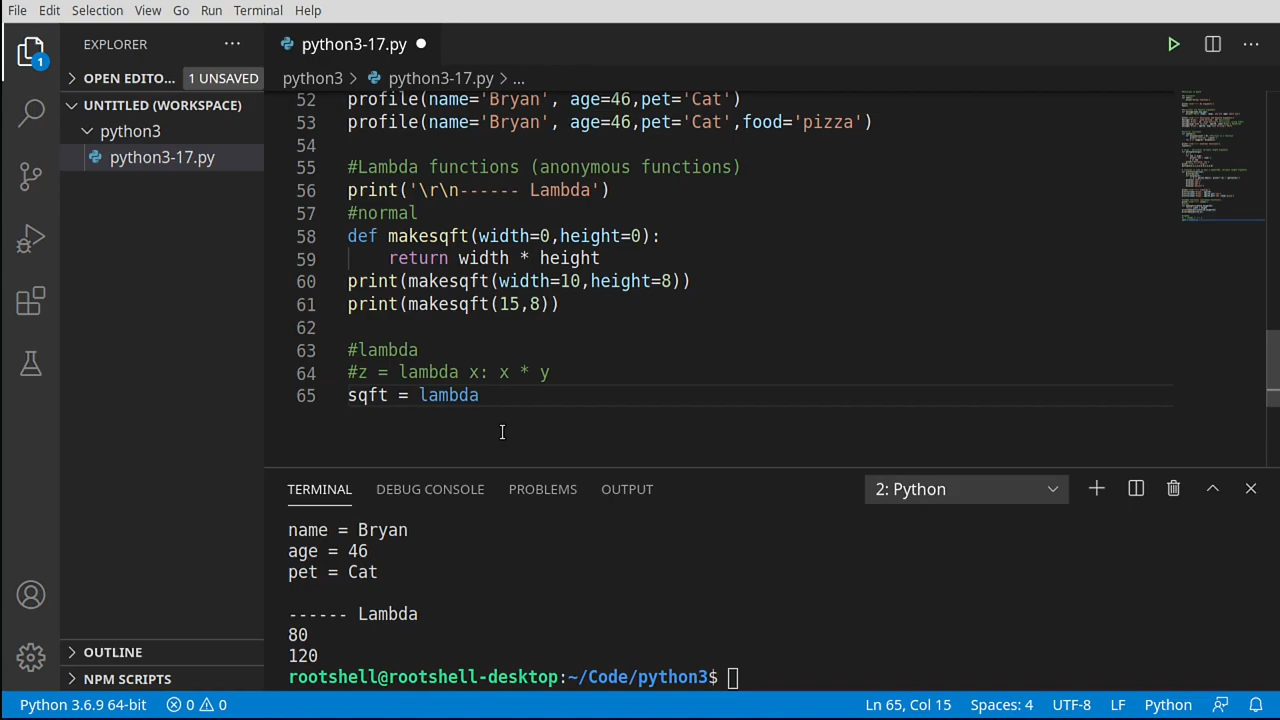 File Edit Selection View Go Run Terminal Help
EXPLORER ···
python3-17.py
OPEN EDITO... 1 UNSAVED
python3 > python3-17.py > ...
1
UNTITLED (WORKSPACE)
python3
python3-17.py
52 profile(name='Bryan', age=46,pet='Cat')
53 profile(name='Bryan', age=46,pet='Cat',food='pizza')
54
55 #Lambda functions (anonymous functions)
56 print('\r\n------ Lambda')
57 #normal
58 def makesqft(width=0,height=0):
59 return width * height
60 print(makesqft(width=10,height=8))
61 print(makesqft(15,8))
62
63 #lambda
64 #z = lambda x: x * y
65 sqft = lambda
TERMINAL DEBUG CONSOLE PROBLEMS OUTPUT 2: Python
name = Bryan
age = 46
pet = Cat
------ Lambda
80
120
rootshell@rootshell-desktop:~/Code/python3$
OUTLINE
NPM SCRIPTS
Python 3.6.9 64-bit 0 0 Ln 65, Col 15 Spaces: 4 UTF-8 LF Python